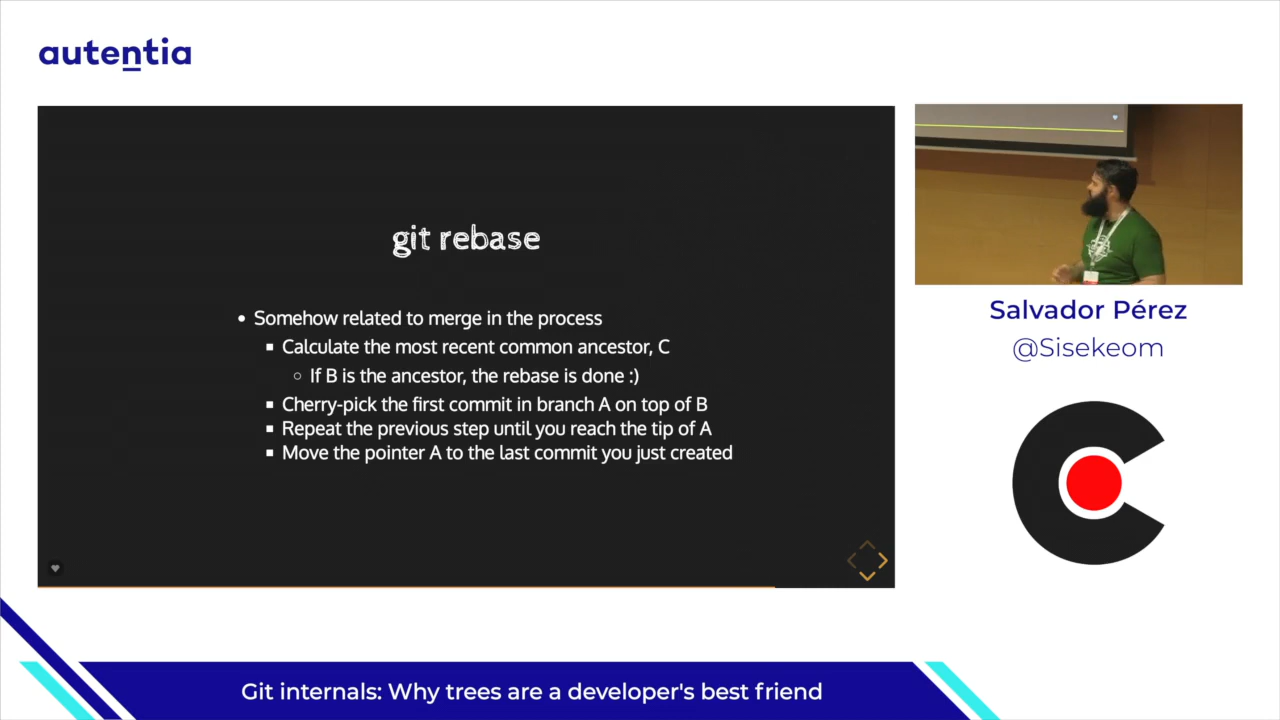 autentia
git rebase
Somehow related to merge in the process
Calculate the most recent common ancestor, C
If B is the ancestor, the rebase is done :)
Cherry-pick the first commit in branch A on top of B
Repeat the previous step until you reach the tip of A
Move the pointer A to the last commit you just created
Salvador Pérez
@Sisekeom
Git internals: Why trees are a developer's best friend